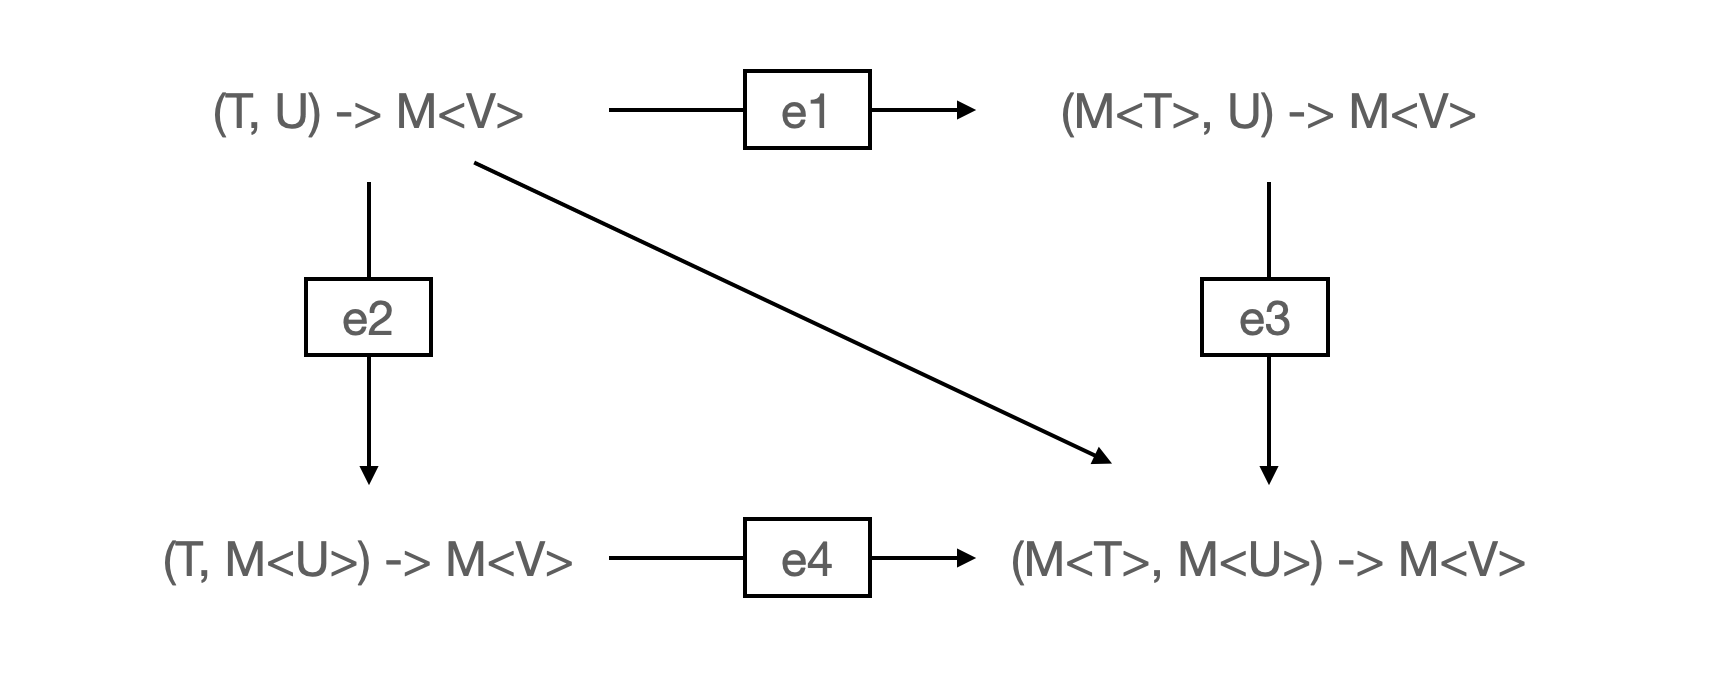 (T, U) -> M<V>
e1
(M<T>, U) -> M<V>
e2
e3
(T, M<U>) -> M<V>
e4
(M<T>, M<U>) -> M<V>